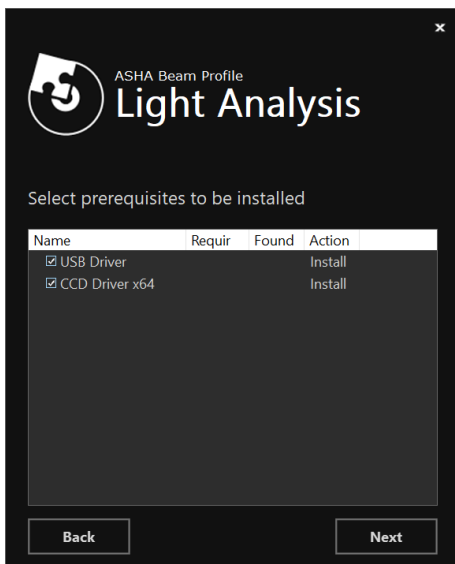 x
ASHA Beam Profile
Light Analysis
Select prerequisites to be installed
Name Requir Found Action
USB Driver Install
CCD Driver x64 Install
Back Next